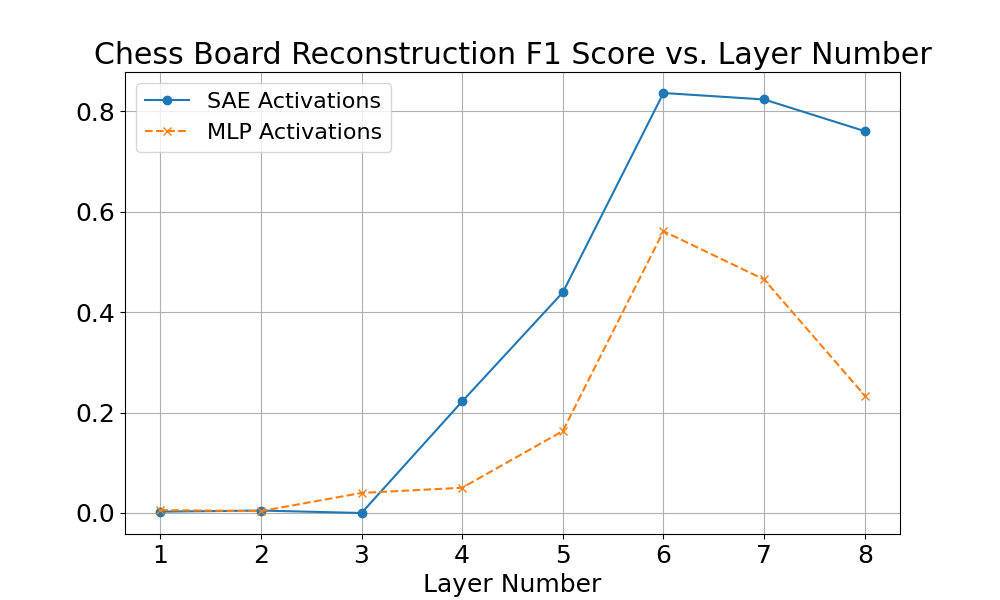 Chess Board Reconstruction F1 Score vs. Layer Number
SAE Activations
MLP Activations
0.8
0.6
0.4
0.2
0.0
1 2 3 4 5 6 7 8
Layer Number